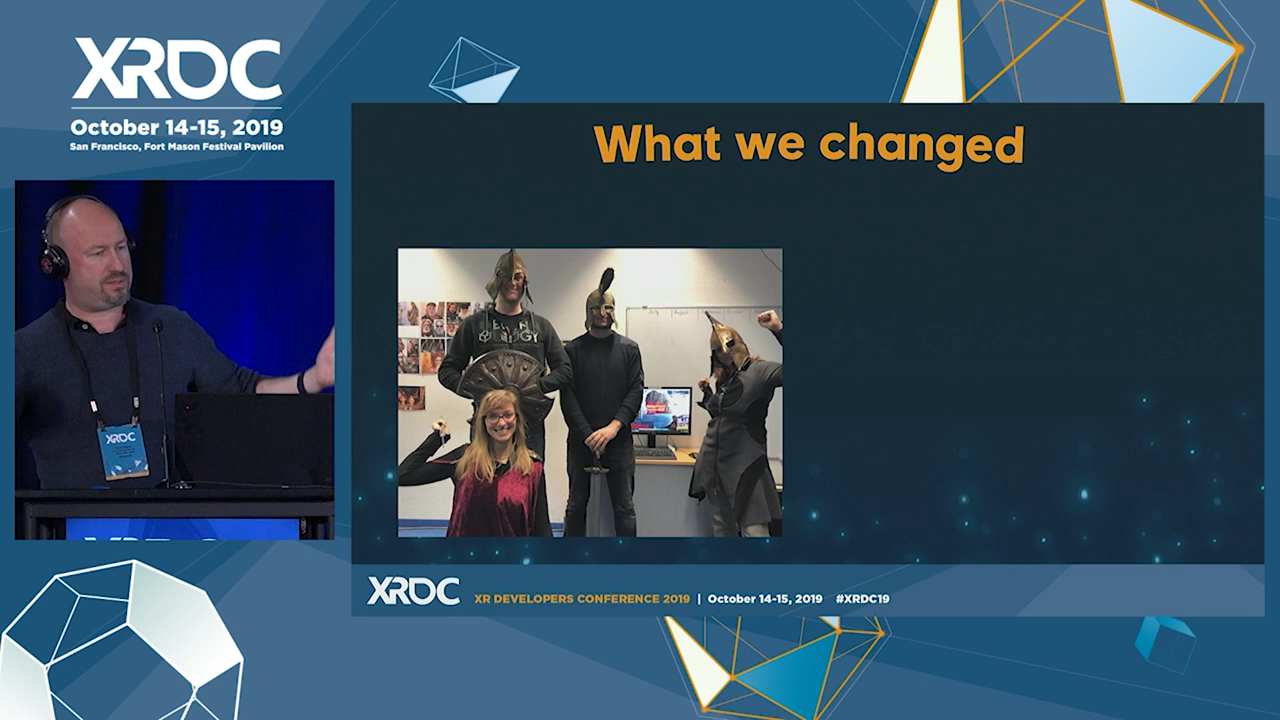 XRDC
October 14-15, 2019
San Francisco, Fort Mason Festival Pavilion
What we changed
XRDC
XRDC
XR DEVELOPERS CONFERENCE 2019 | October 14-15, 2019 #XRDC19